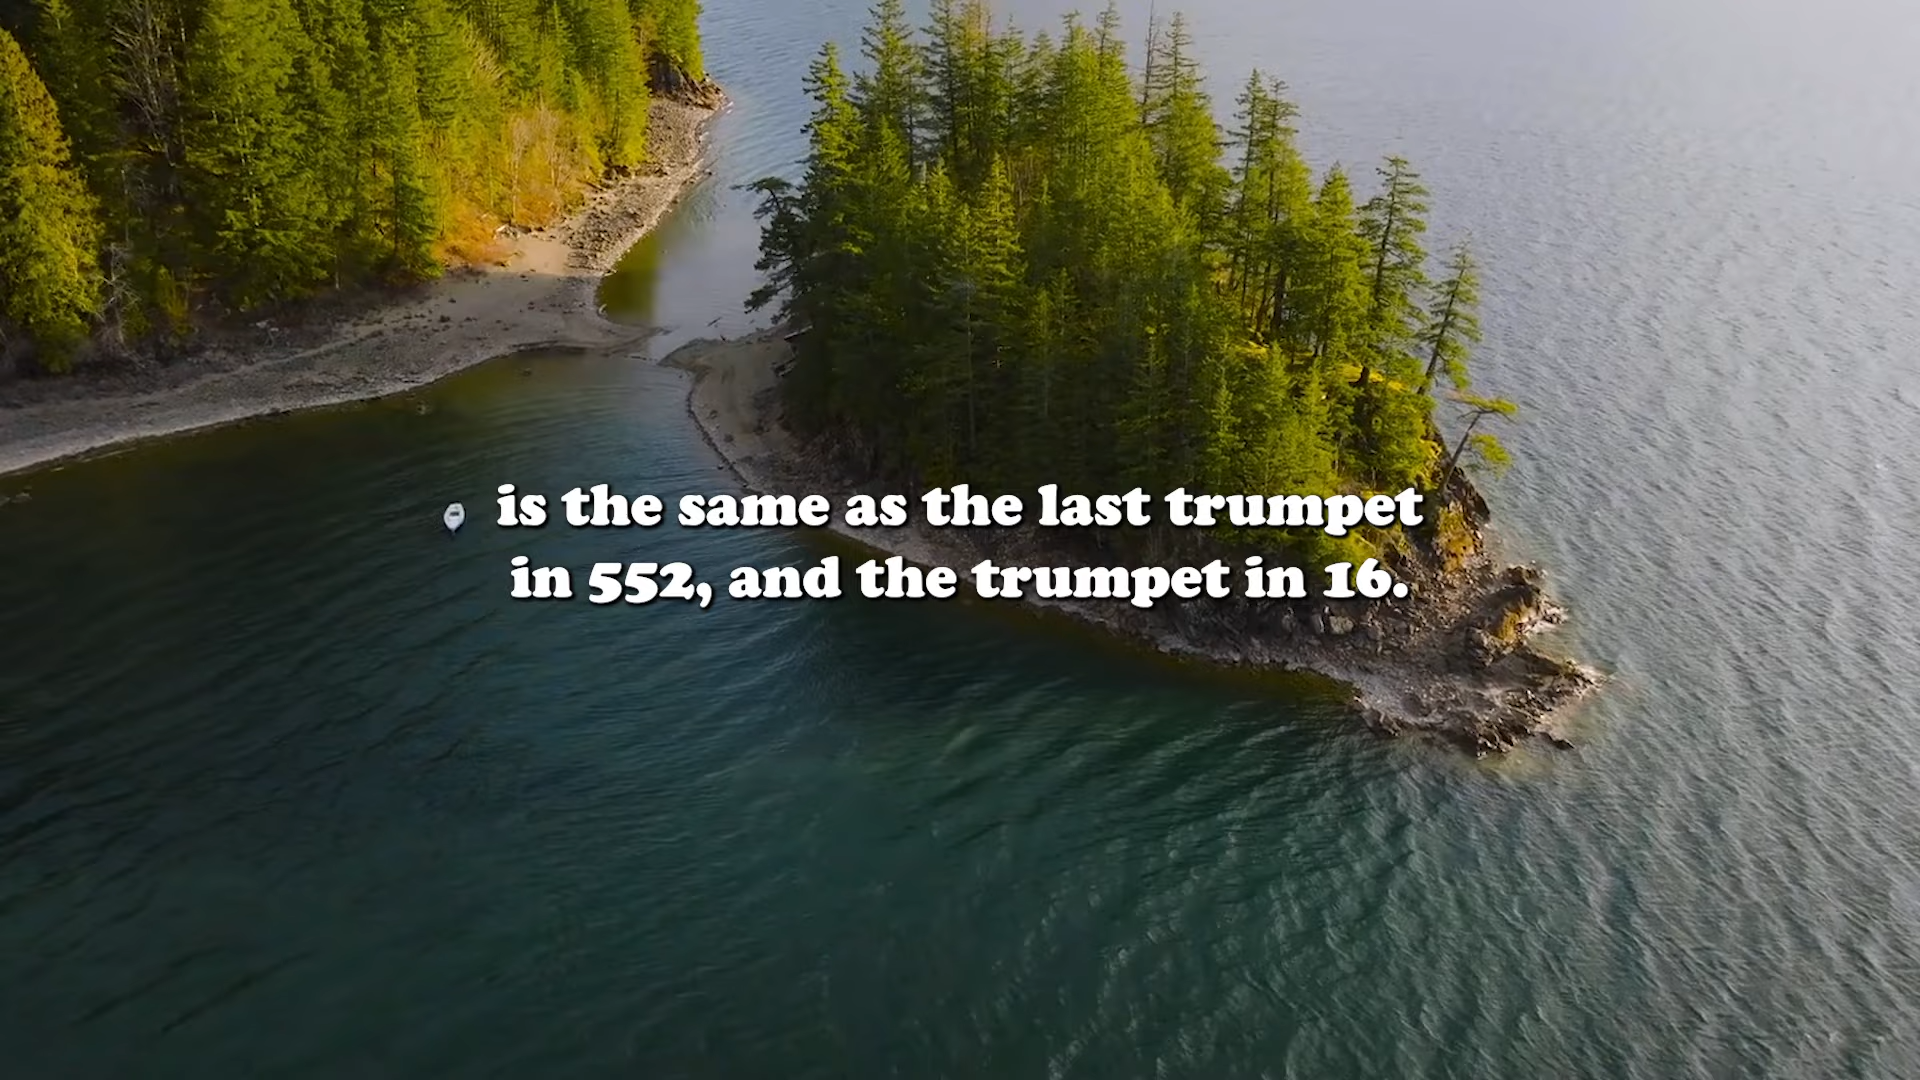 is the same as the last trumpet
in 552, and the trumpet in 16.